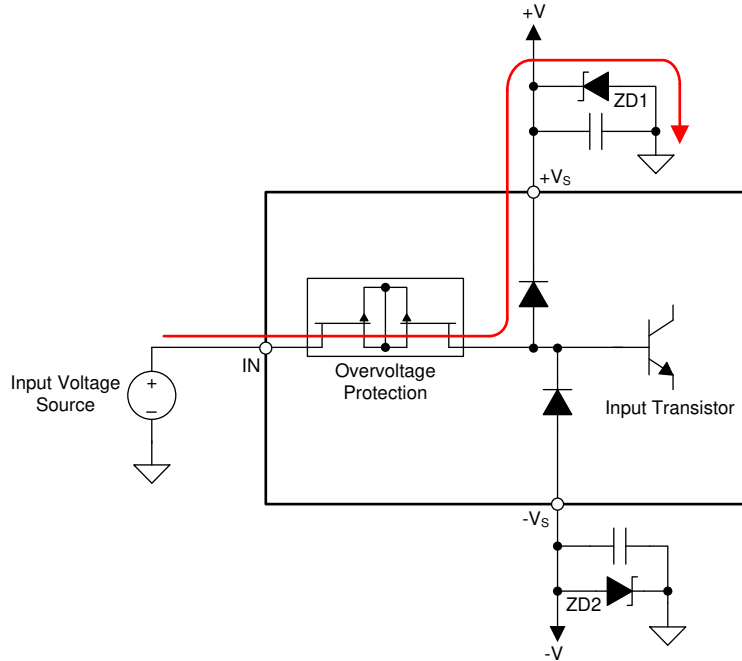 +V
ZD1
+VS
IN
Overvoltage
Protection
Input Voltage
Source
+
–
Input Transistor
-VS
ZD2
-V